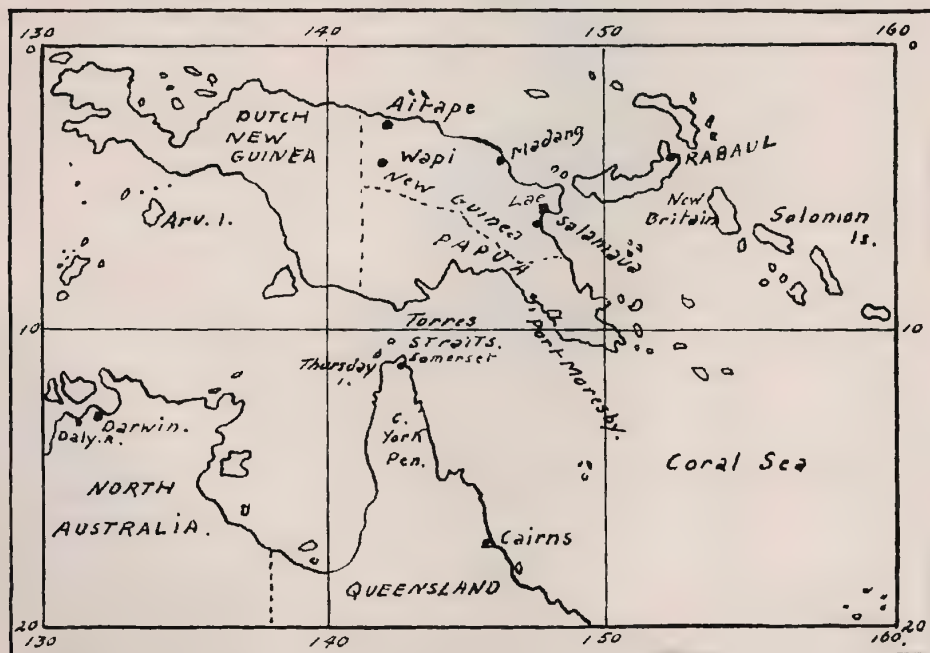 130 140 150 160
0 0
DUTCH
NEW
GUINEA
Aitape
Wapi
Madang
RABAUL
New
Guinea
Lae
Salamaua
PAPUA
New
Britain
Solomon
Is.
Aru. I.
10 10
Torres
Straits.
Somerset
Thursday
I.
Port Moresby.
C.
York
Pen.
Darwin.
Daly. R.
NORTH
AUSTRALIA.
Coral Sea
Cairns
QUEENSLAND
20 20
130 140 150 160.